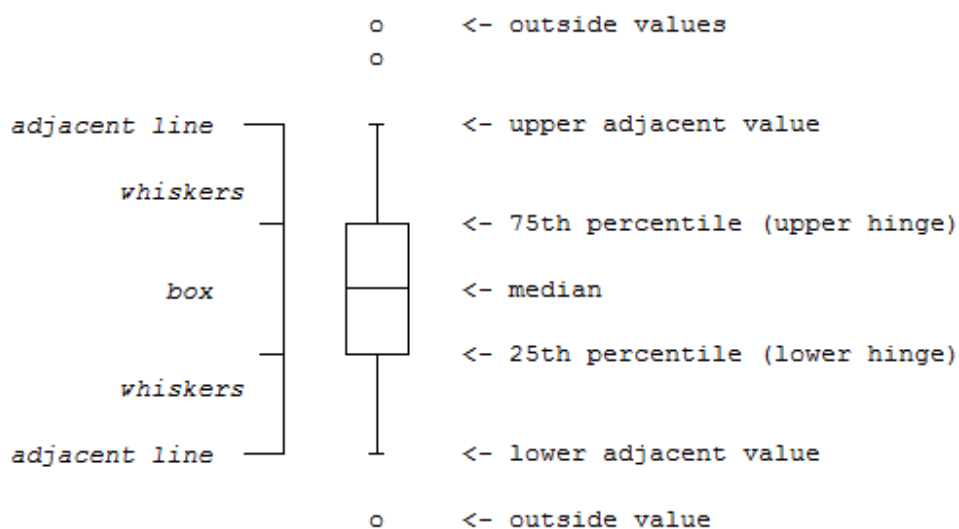 o <- outside values
o
adjacent line <- upper adjacent value
whiskers
<- 75th percentile (upper hinge)
box <- median
<- 25th percentile (lower hinge)
whiskers
adjacent line <- lower adjacent value
o <- outside value